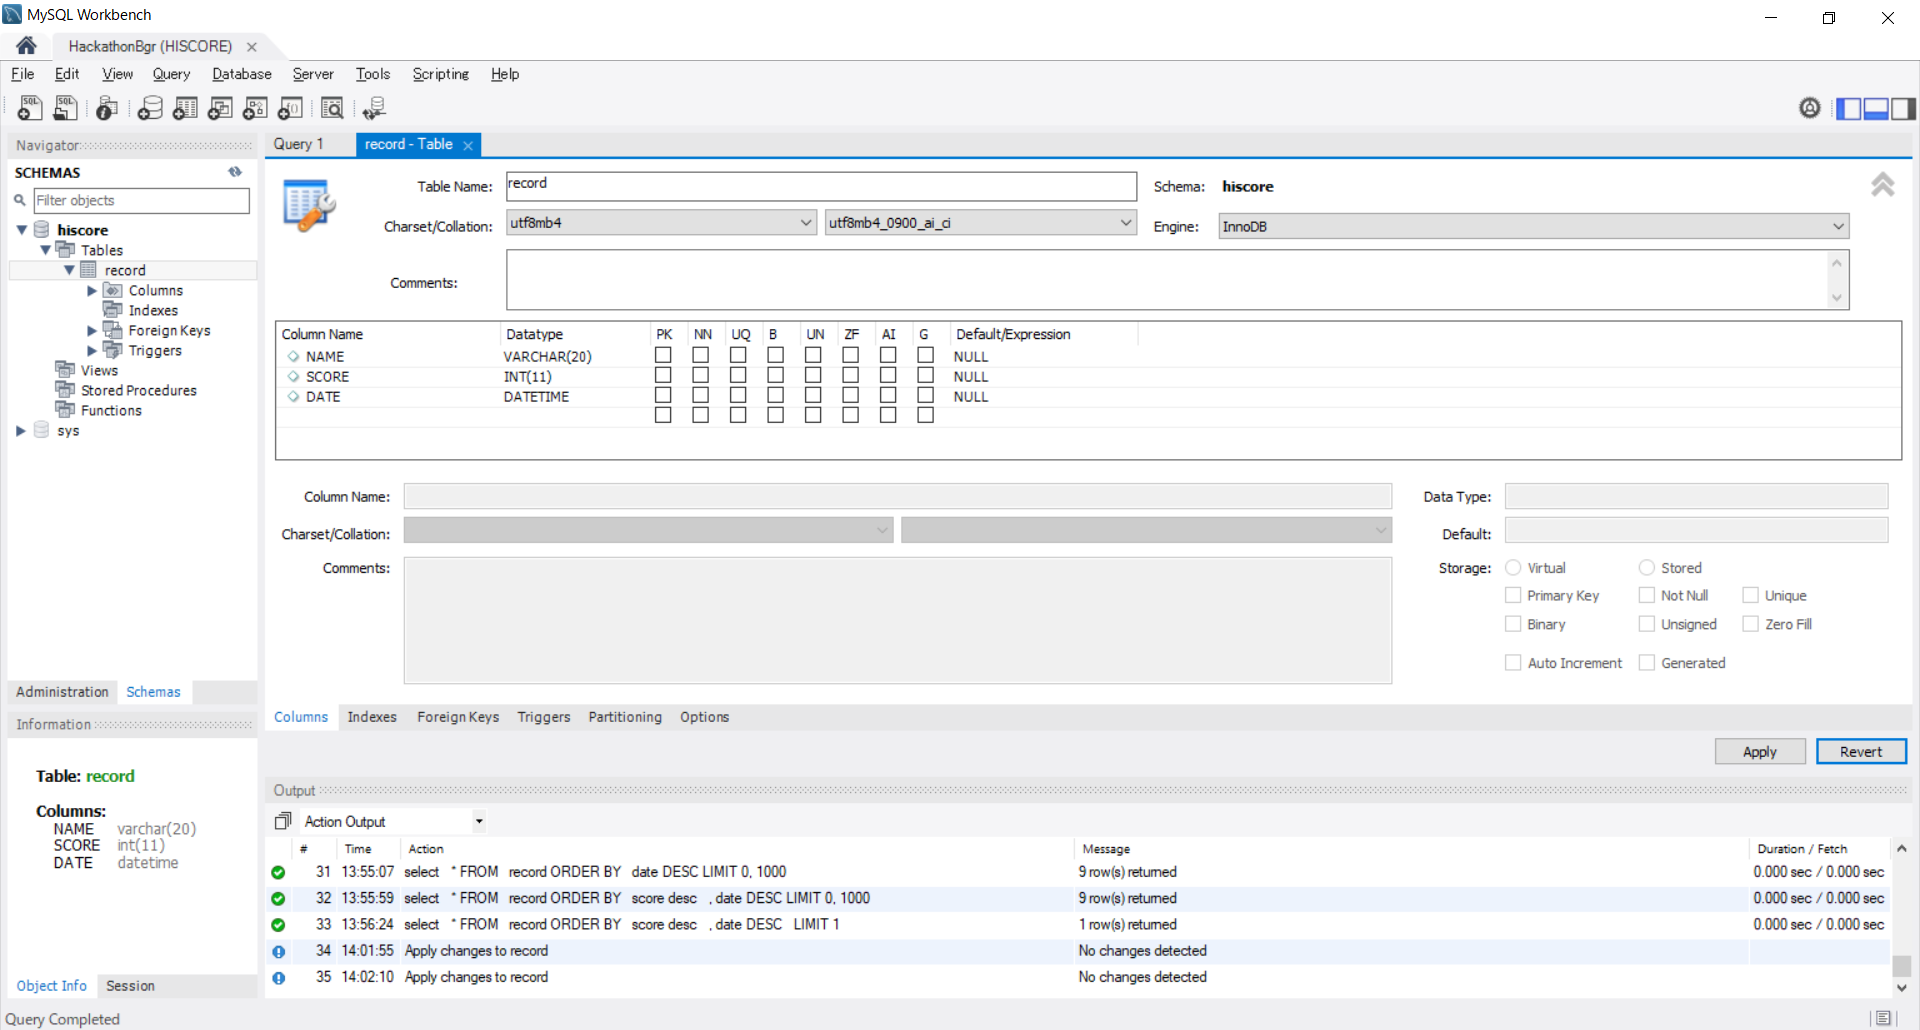 MySQL Workbench
HackathonBgr (HISCORE)
File Edit View Query Database Server Tools Scripting Help
Navigator
SCHEMAS
Filter objects
hiscore
Tables
record
Columns
Indexes
Foreign Keys
Triggers
Views
Stored Procedures
Functions
sys
Administration Schemas
Information
Table: record
Columns:
NAME varchar(20)
SCORE int(11)
DATE datetime
Object Info Session
Query 1 record - Table
Table Name: record Schema: hiscore
Charset/Collation: utf8mb4 utf8mb4_0900_ai_ci Engine: InnoDB
Comments:
Column Name Datatype PK NN UQ B UN ZF AI G Default/Expression
NAME VARCHAR(20) NULL
SCORE INT(11) NULL
DATE DATETIME NULL
Column Name: Data Type:
Charset/Collation: Default:
Comments: Storage: Virtual Stored
Primary Key Not Null Unique
Binary Unsigned Zero Fill
Auto Increment Generated
Columns Indexes Foreign Keys Triggers Partitioning Options
Apply Revert
Output
Action Output
# Time Action Message Duration / Fetch
31 13:55:07 select * FROM record ORDER BY date DESC LIMIT 0, 1000 9 row(s) returned 0.000 sec / 0.000 sec
32 13:55:59 select * FROM record ORDER BY score desc , date DESC LIMIT 0, 1000 9 row(s) returned 0.000 sec / 0.000 sec
33 13:56:24 select * FROM record ORDER BY score desc , date DESC LIMIT 1 1 row(s) returned 0.000 sec / 0.000 sec
34 14:01:55 Apply changes to record No changes detected
35 14:02:10 Apply changes to record No changes detected
Query Completed